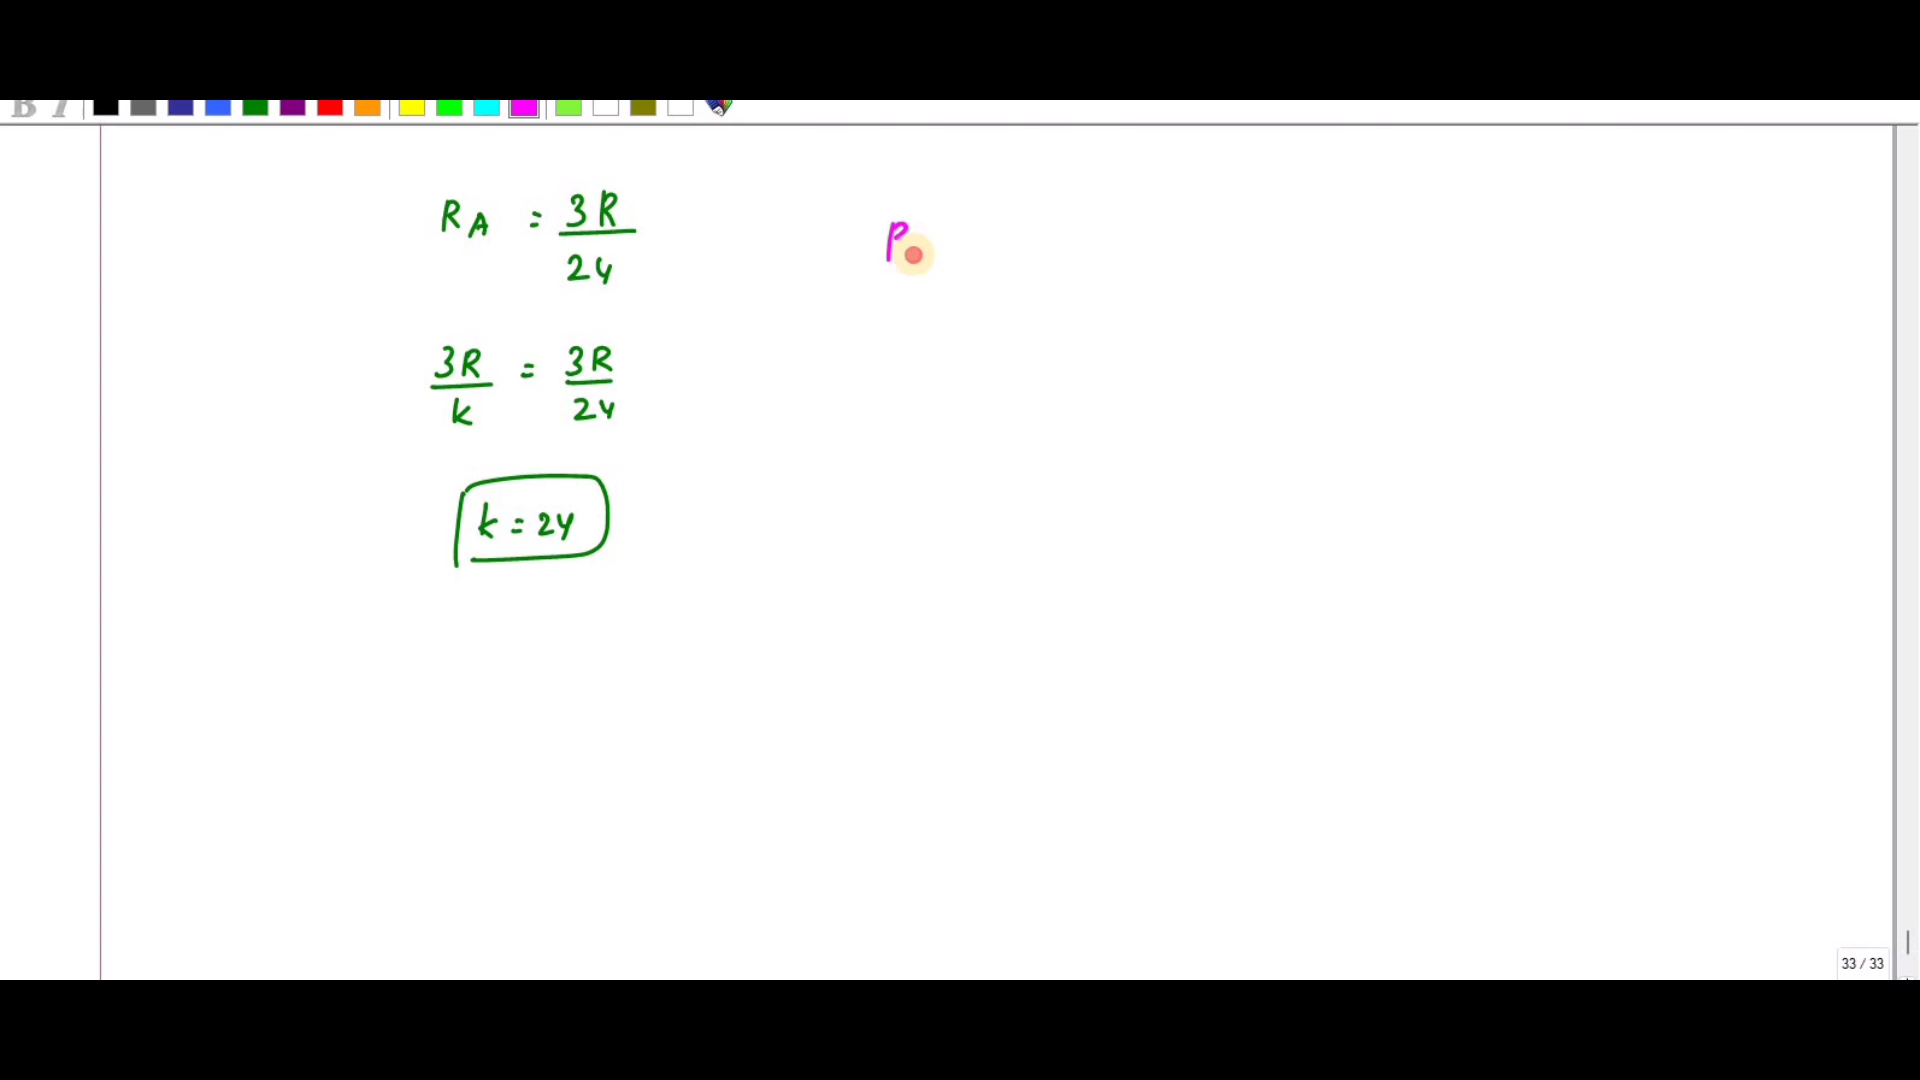 B I
R_A = 3R/24
3R/k = 3R/24
k = 24
P
33 / 33